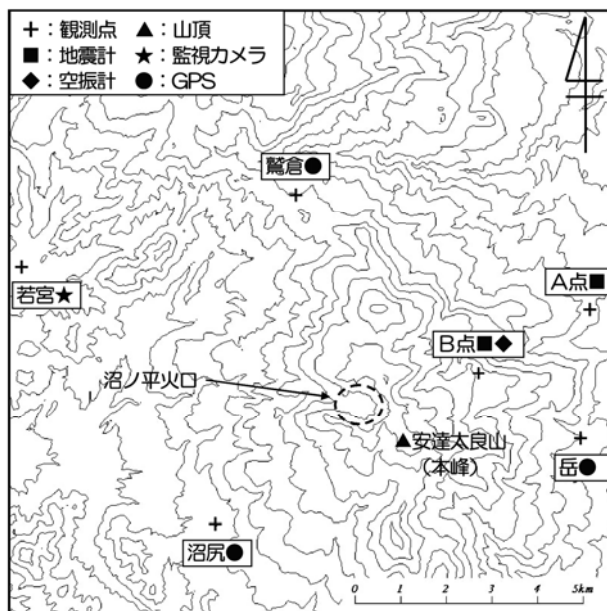 ＋：観測点 ▲：山頂
■：地震計 ★：監視カメラ
◆：空振計 ●：GPS
鷲倉●
若宮★
A点■
B点■◆
沼ノ平火口
▲安達太良山
（本峰）
岳●
沼尻●
0 1 2 3 4 5km